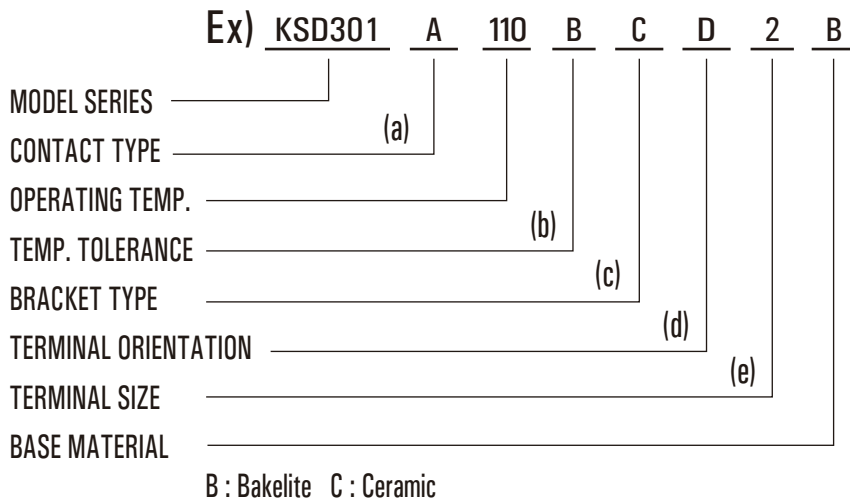 Ex) KSD301 A 110 B C D 2 B
MODEL SERIES
(a)
CONTACT TYPE
OPERATING TEMP.
(b)
TEMP. TOLERANCE
(c)
BRACKET TYPE
(d)
TERMINAL ORIENTATION
(e)
TERMINAL SIZE
BASE MATERIAL
B : Bakelite C : Ceramic